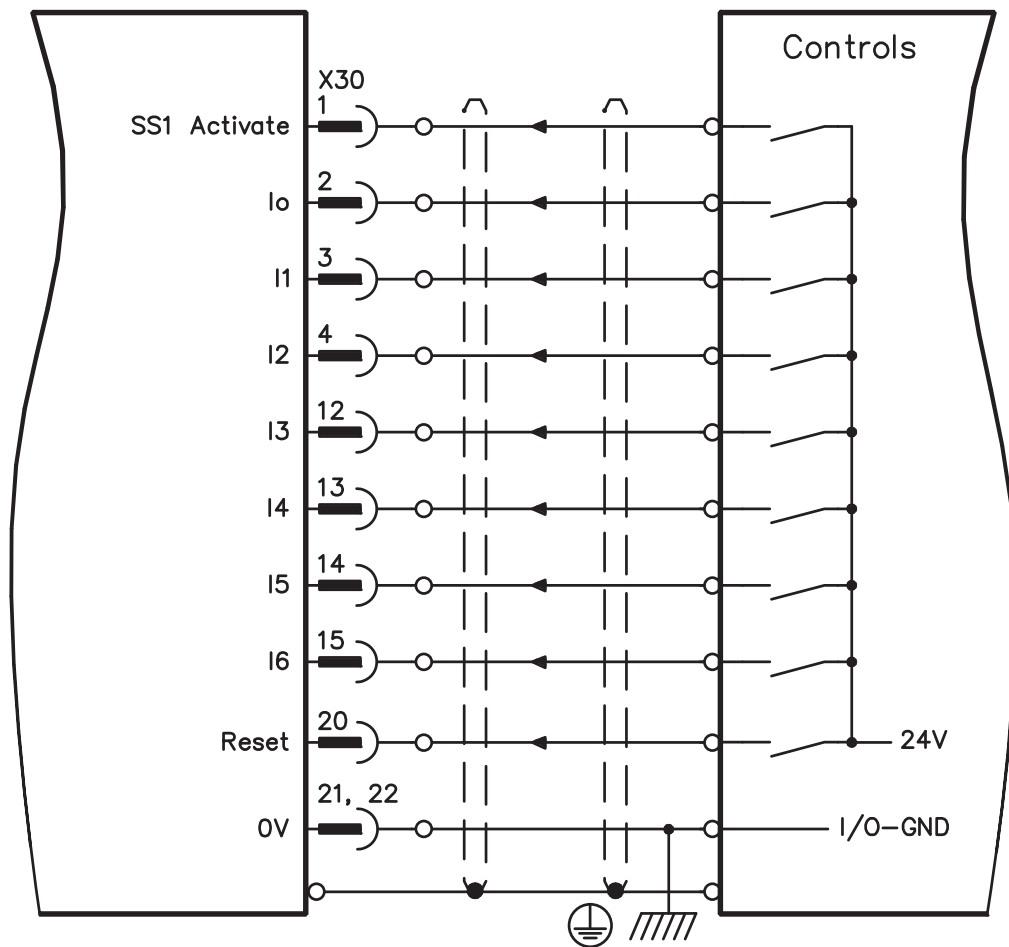 Controls
X30
1
SS1 Activate
2
Io
3
I1
4
I2
12
I3
13
I4
14
I5
15
I6
20
Reset
24V
21, 22
0V
I/O-GND